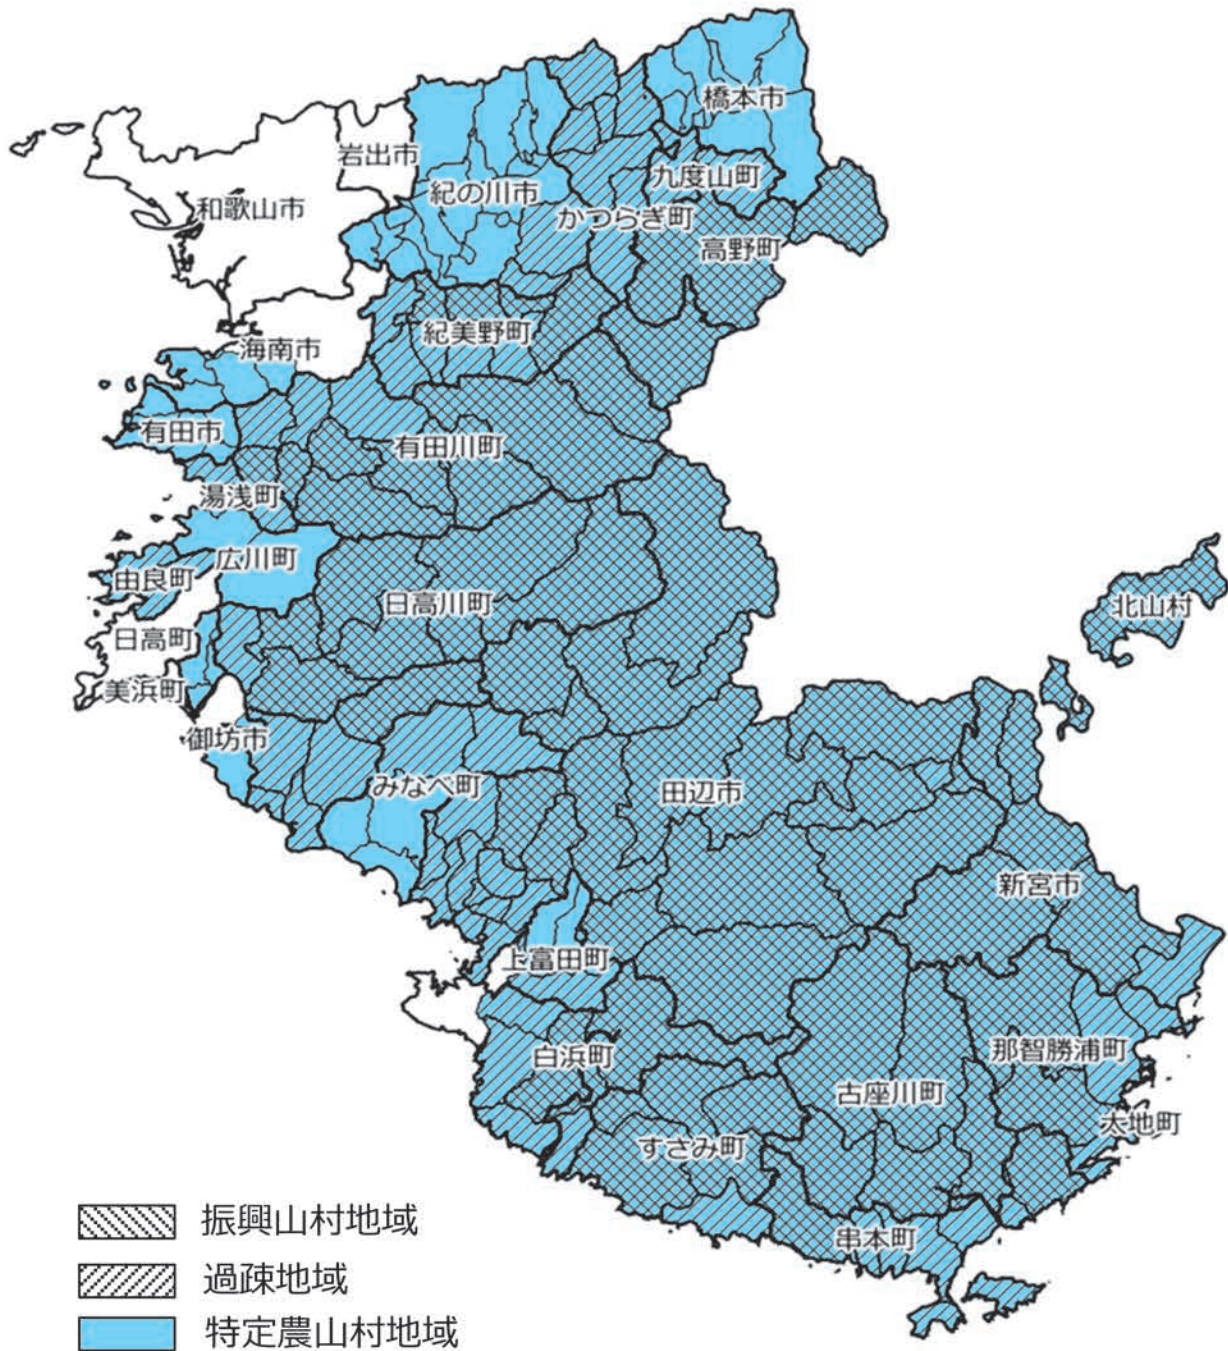 橋本市
岩出市
九度山町
紀の川市
和歌山市
かつらぎ町
高野町
紀美野町
海南市
有田市
有田川町
湯浅町
広川町
由良町
日高川町
北山村
日高町
美浜町
御坊市
みなべ町
田辺市
新宮市
上富田町
白浜町
那智勝浦町
古座川町
太地町
すさみ町
串本町
振興山村地域
過疎地域
特定農山村地域